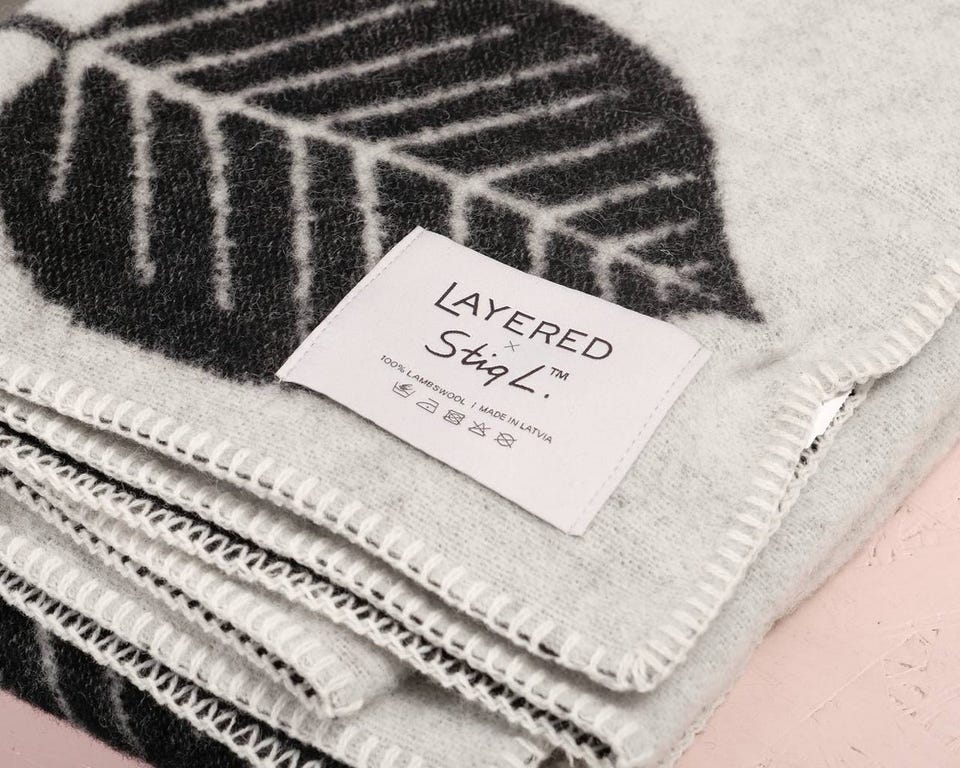 LAYERED
×
Stig L.™
100% LAMBSWOOL | MADE IN LATVIA